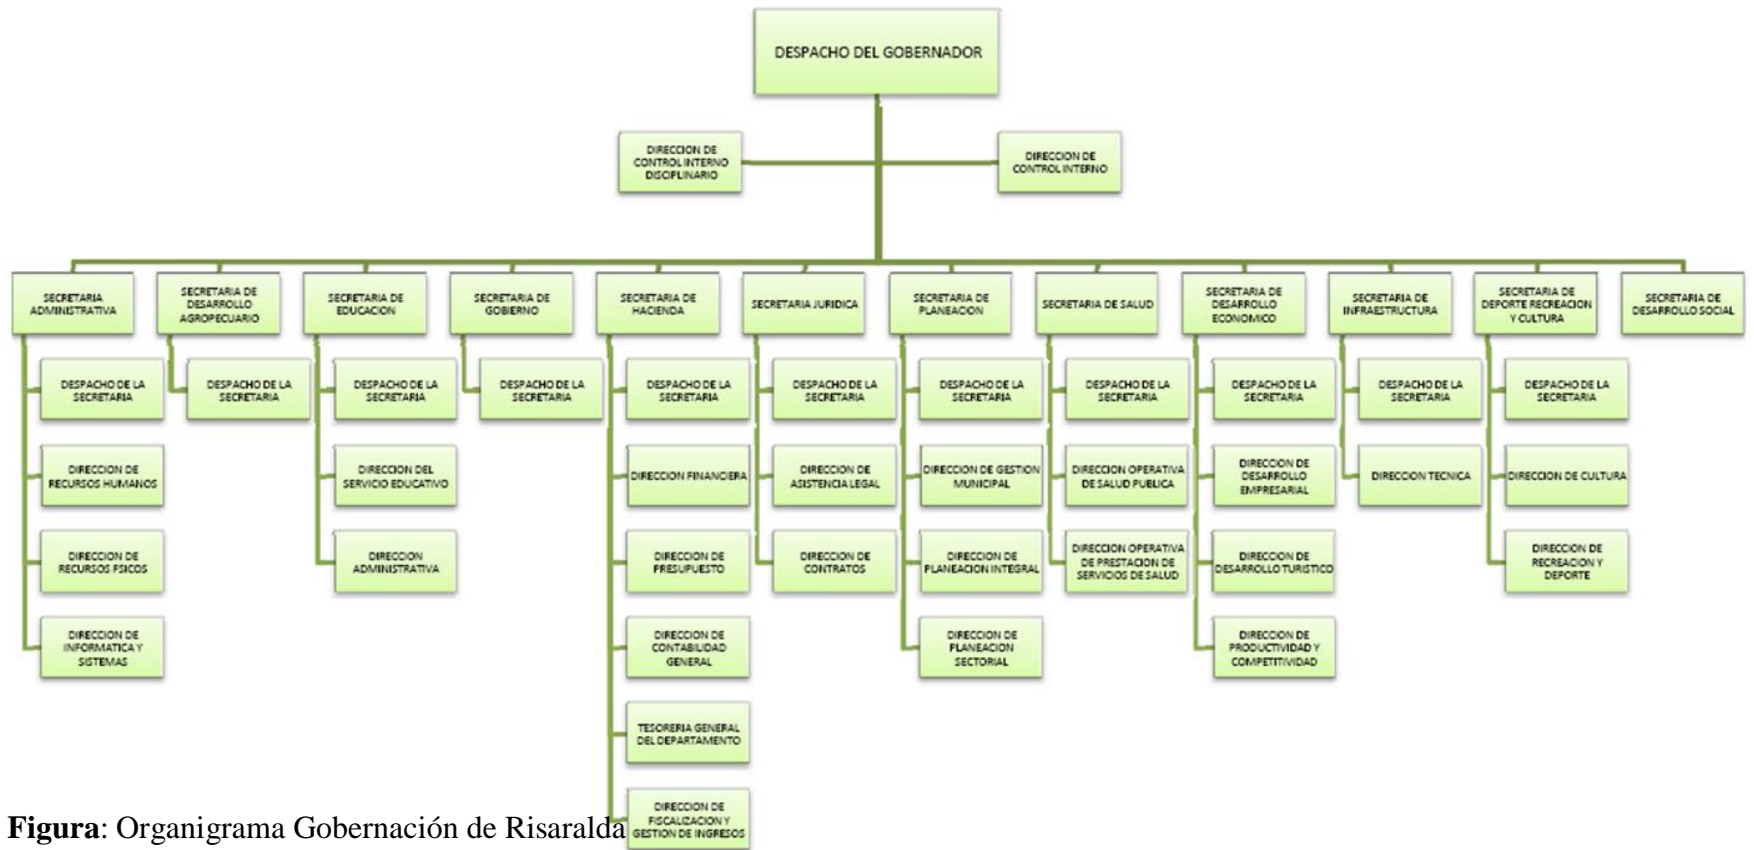 DESPACHO DEL GOBERNADOR
DIRECCION DE
CONTROL INTERNO
DISCIPLINARIO
DIRECCION DE
CONTROL INTERNO
SECRETARIA
ADMINISTRATIVA
SECRETARIA DE
DESARROLLO
AGROPECUARIO
SECRETARIA DE
EDUCACION
SECRETARIA DE
GOBIERNO
SECRETARIA DE
HACIENDA
SECRETARIA JURIDICA
SECRETARIA DE
PLANEACION
SECRETARIA DE SALUD
SECRETARIA DE
DESARROLLO
ECONOMICO
SECRETARIA DE
INFRAESTRUCTURA
SECRETARIA DE
DEPORTE RECREACION
Y CULTURA
SECRETARIA DE
DESARROLLO SOCIAL
DESPACHO DE LA
SECRETARIA
DIRECCION DE
RECURSOS HUMANOS
DIRECCION DE
RECURSOS FSICOS
DIRECCION DE
INFORMATICA Y
SISTEMAS
DESPACHO DE LA
SECRETARIA
DESPACHO DE LA
SECRETARIA
DIRECCION DEL
SERVICIO EDUCATIVO
DIRECCION
ADMINISTRATIVA
DESPACHO DE LA
SECRETARIA
DESPACHO DE LA
SECRETARIA
DIRECCION FINANCIERA
DIRECCION DE
PRESUPUESTO
DIRECCION DE
CONTABILIDAD
GENERAL
TESORERIA GENERAL
DEL DEPARTAMENTO
DIRECCION DE
FISCALIZACION Y
GESTION DE INGRESOS
DESPACHO DE LA
SECRETARIA
DIRECCION DE
ASISTENCIA LEGAL
DIRECCION DE
CONTRATOS
DESPACHO DE LA
SECRETARIA
DIRECCION DE GESTION
MUNICIPAL
DIRECCION DE
PLANEACION INTEGRAL
DIRECCION DE
PLANEACION
SECTORIAL
DESPACHO DE LA
SECRETARIA
DIRECCION OPERATIVA
DE SALUD PUBLICA
DIRECCION OPERATIVA
DE PRESTACION DE
SERVICIOS DE SALUD
DESPACHO DE LA
SECRETARIA
DIRECCION DE
DESARROLLO
EMPRESARIAL
DIRECCION DE
DESARROLLO TURISTICO
DIRECCION DE
PRODUCTIVIDAD Y
COMPETITIVIDAD
DESPACHO DE LA
SECRETARIA
DIRECCION TECNICA
DESPACHO DE LA
SECRETARIA
DIRECCION DE CULTURA
DIRECCION DE
RECREACION Y
DEPORTE
Figura: Organigrama Gobernación de Risaralda